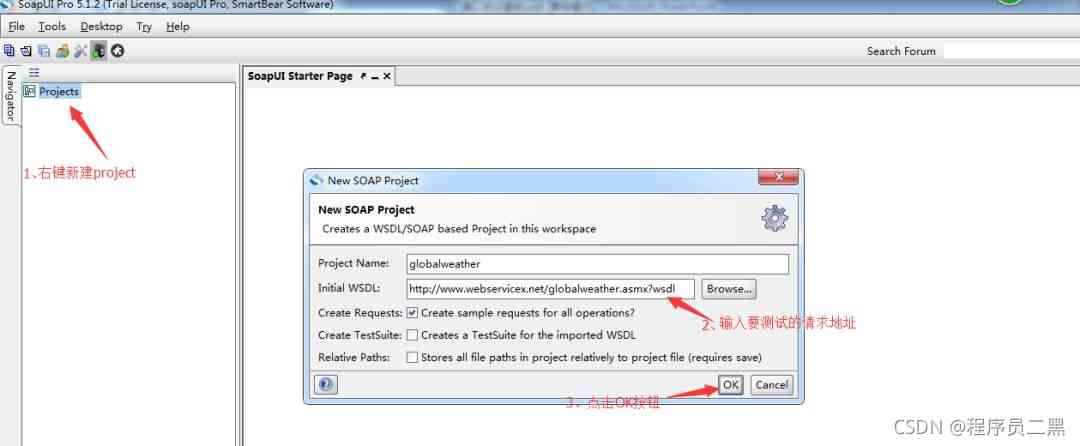 SoapUI Pro 5.1.2 (Trial License, soapUI Pro, SmartBear Software)
File Tools Desktop Try Help
Search Forum
Navigator
Projects
SoapUI Starter Page
1、右键新建project
New SOAP Project
New SOAP Project
Creates a WSDL/SOAP based Project in this workspace
Project Name: globalweather
Initial WSDL: http://www.webservicex.net/globalweather.asmx?wsdl Browse...
Create Requests: Create sample requests for all operations?
2、输入要测试的请求地址
Create TestSuite: Creates a TestSuite for the imported WSDL
Relative Paths: Stores all file paths in project relatively to project file (requires save)
OK Cancel
3、点击OK按钮
CSDN @程序员二黑